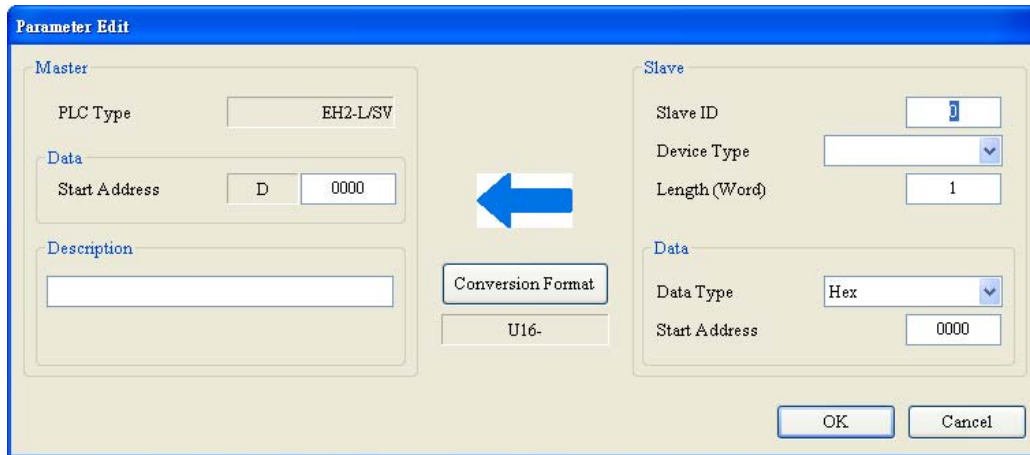 Parameter Edit
Master
PLC Type EH2-L/SV
Data
Start Address D 0000
Description
Conversion Format
U16-
Slave
Slave ID 0
Device Type
Length (Word) 1
Data
Data Type Hex
Start Address 0000
OK Cancel